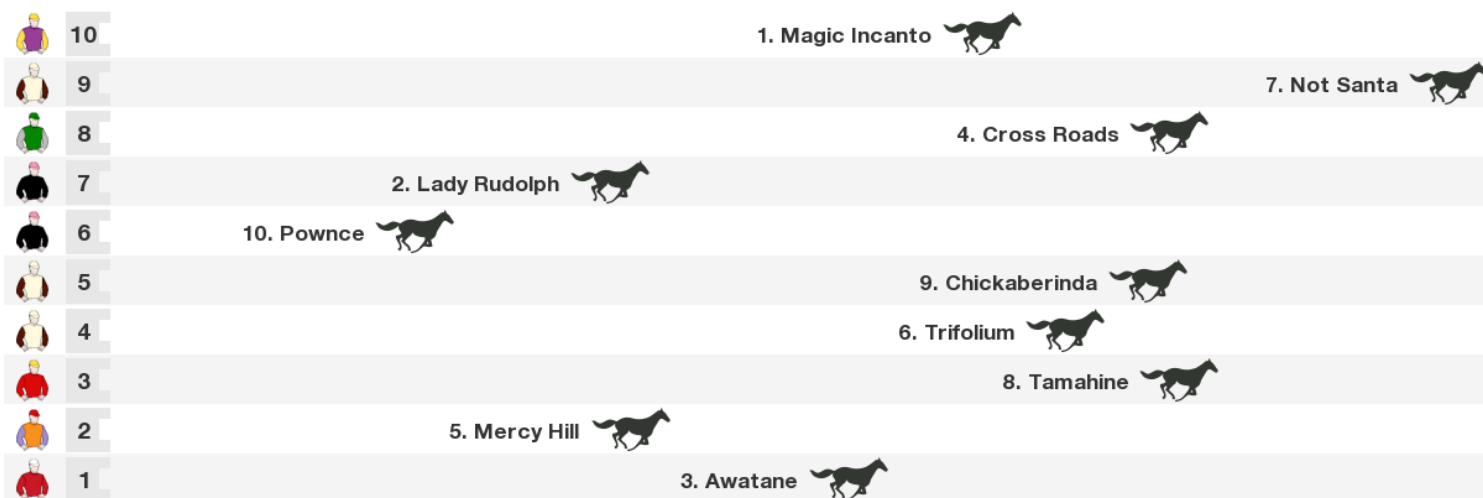 10 1. Magic Incanto
9 7. Not Santa
8 4. Cross Roads
7 2. Lady Rudolph
6 10. Pownce
5 9. Chickaberinda
4 6. Trifolium
3 8. Tamahine
2 5. Mercy Hill
1 3. Awatane